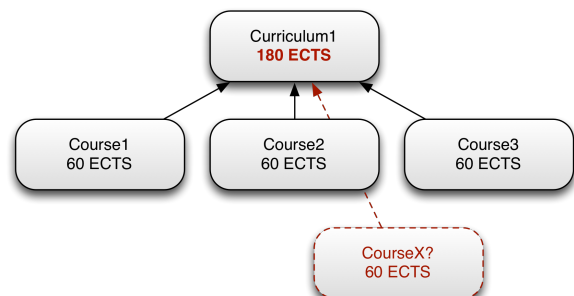 Curriculum1
180 ECTS
Course1
60 ECTS
Course2
60 ECTS
Course3
60 ECTS
CourseX?
60 ECTS